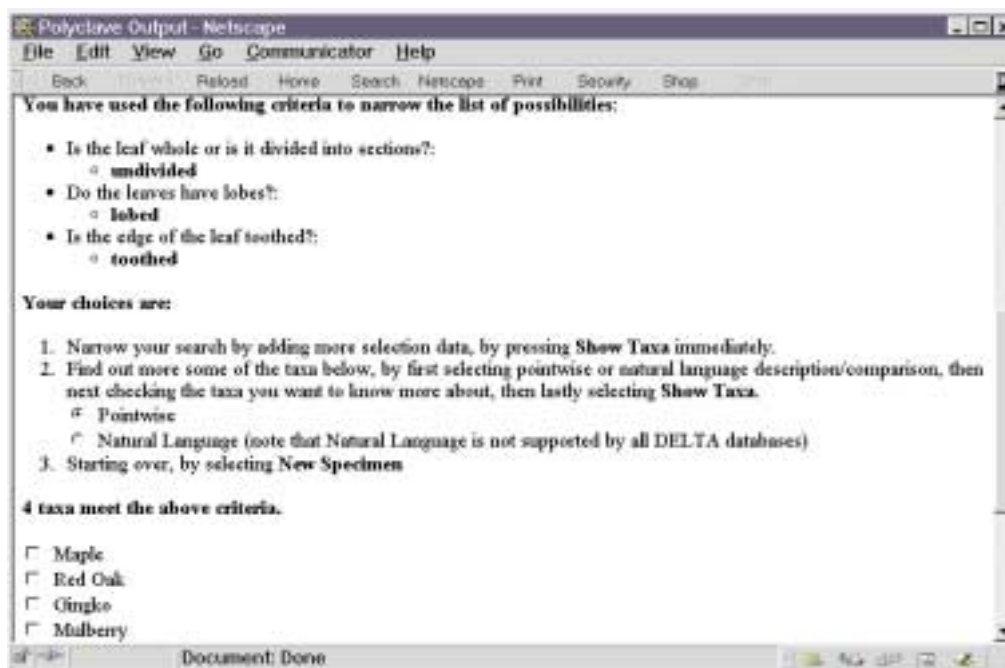 Polyclave Output - Netscape
File Edit View Go Communicator Help
Back Reload Home Search Netscape Print Security Shop
You have used the following criteria to narrow the list of possibilities:
• Is the leaf whole or is it divided into sections?:
○ undivided
• Do the leaves have lobes?:
○ lobed
• Is the edge of the leaf toothed?:
○ toothed
Your choices are:
1. Narrow your search by adding more selection data, by pressing Show Taxa immediately.
2. Find out more some of the taxa below, by first selecting pointwise or natural language description/comparison, then
next checking the taxa you want to know more about, then lastly selecting Show Taxa.
Pointwise
Natural Language (note that Natural Language is not supported by all DELTA databases)
3. Starting over, by selecting New Specimen
4 taxa meet the above criteria.
Maple
Red Oak
Gingko
Mulberry
Document: Done